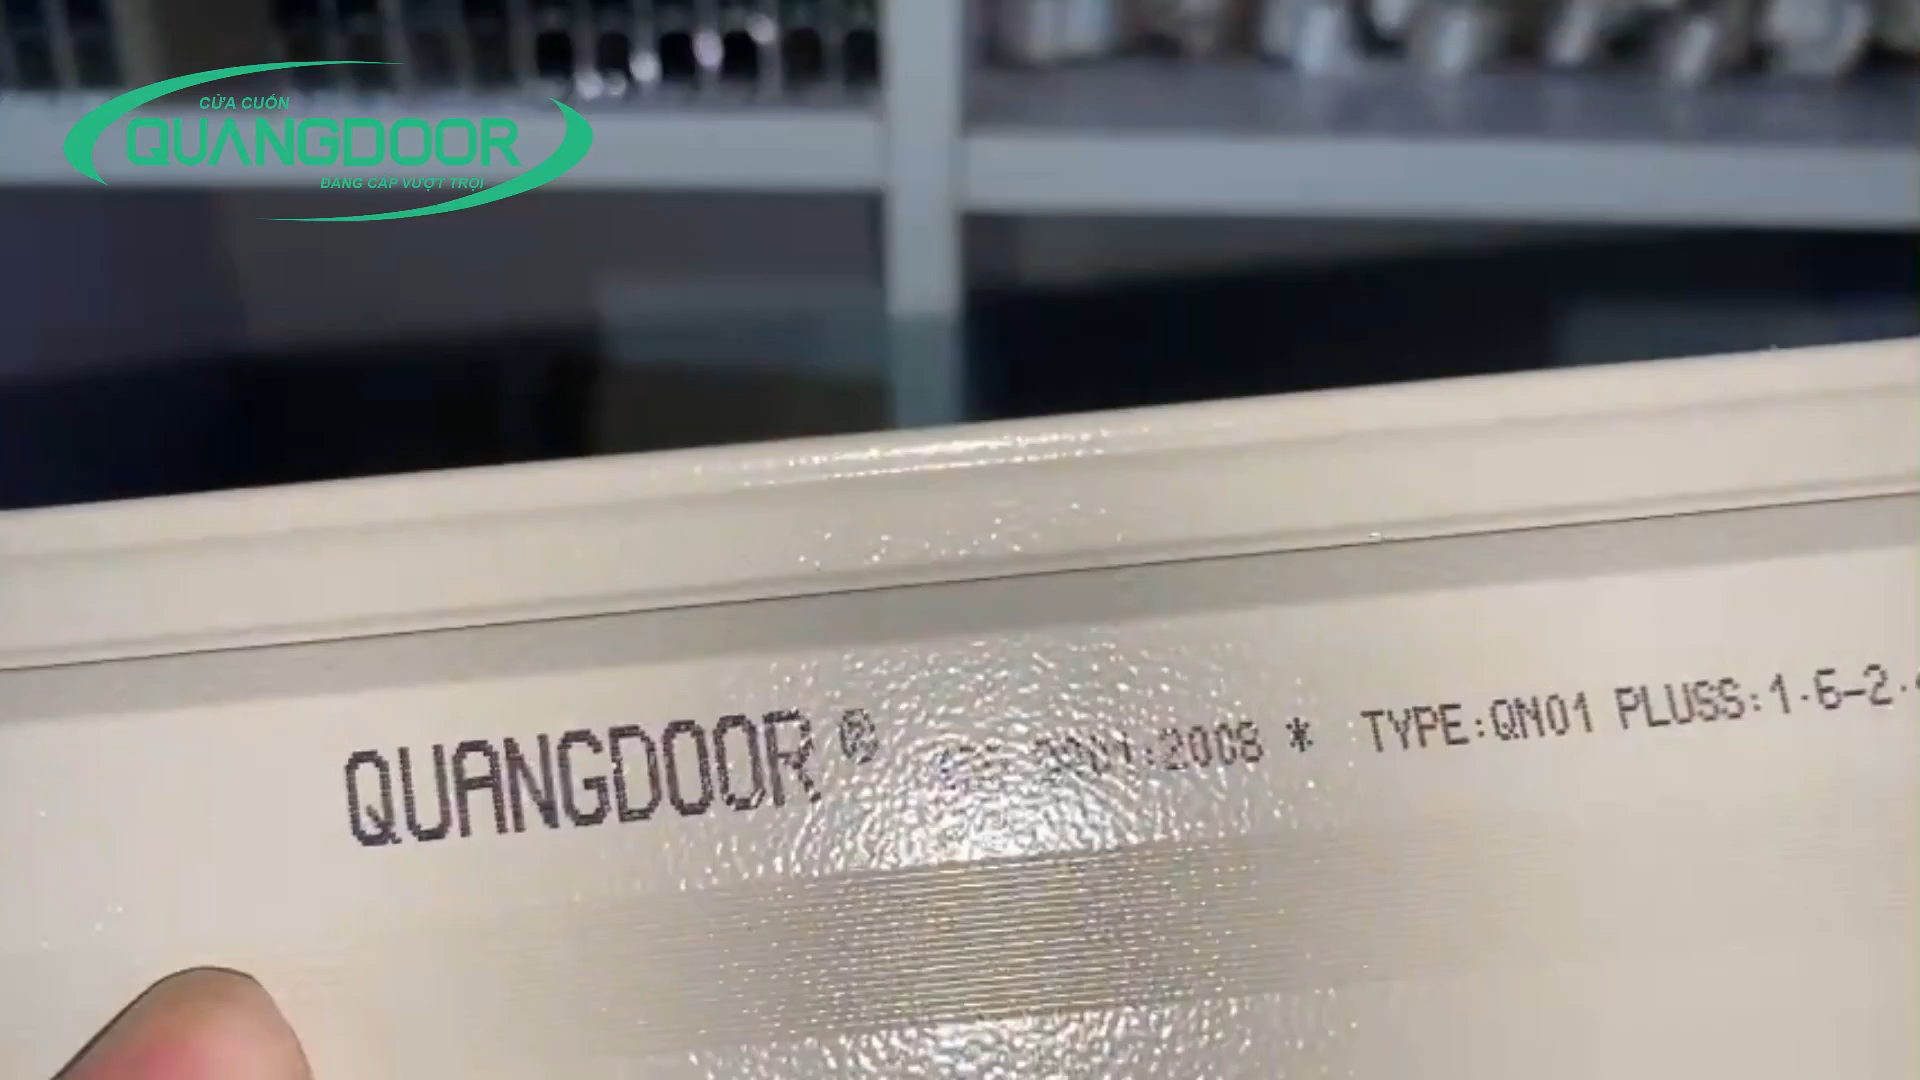 CỬA CUỐN
QUANGDOOR
ĐẲNG CẤP VƯỢT TRỘI
QUANGDOOR ® :2008 * TYPE:QN01 PLUSS:1.6-2.